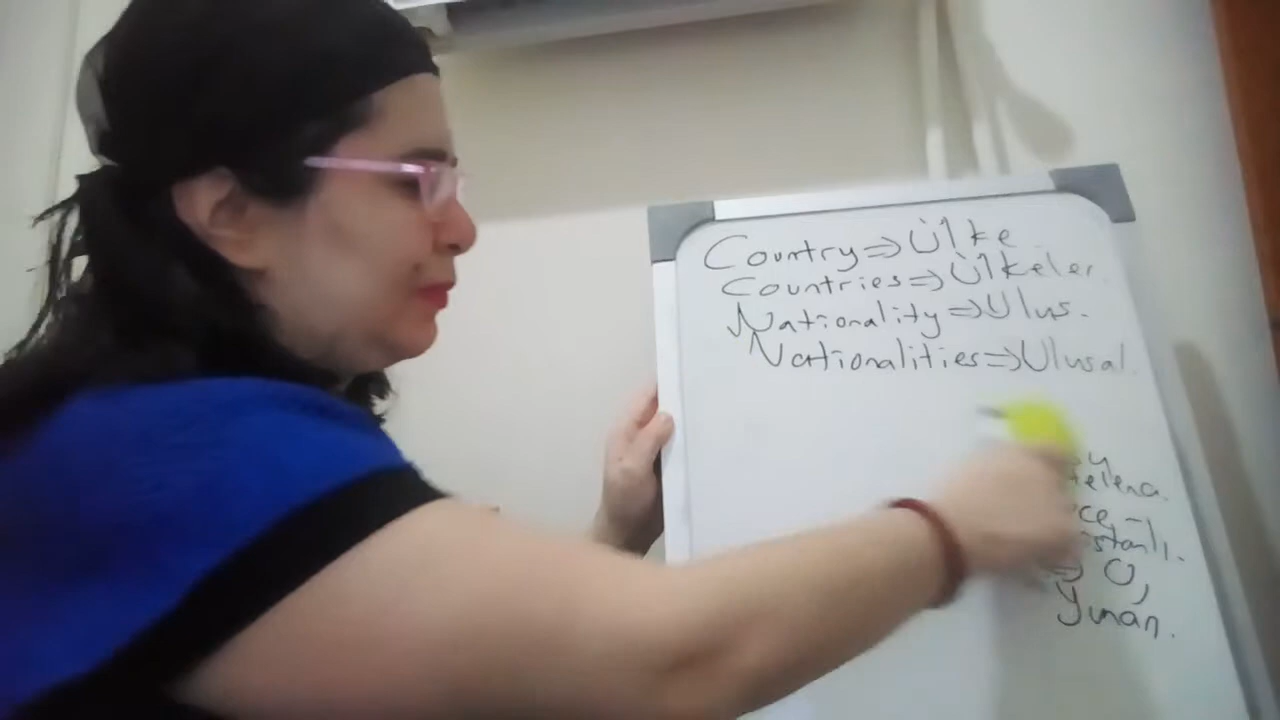 Country => Ülke
Countries => Ülkeler.
Nationality => Ulus.
Nationalities => Ulusal.
=> O,
Yunan.